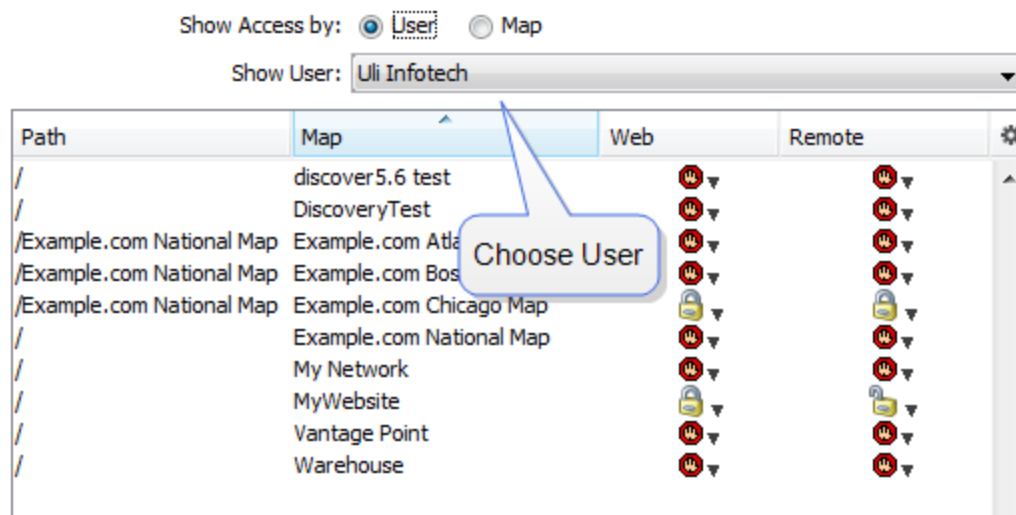 Show Access by: User Map
Show User: Uli Infotech
Path Map Web Remote
/ discover5.6 test
/ DiscoveryTest
/Example.com National Map Example.com Atla
/Example.com National Map Example.com Bos
/Example.com National Map Example.com Chicago Map
/ Example.com National Map
/ My Network
/ MyWebsite
/ Vantage Point
/ Warehouse
Choose User